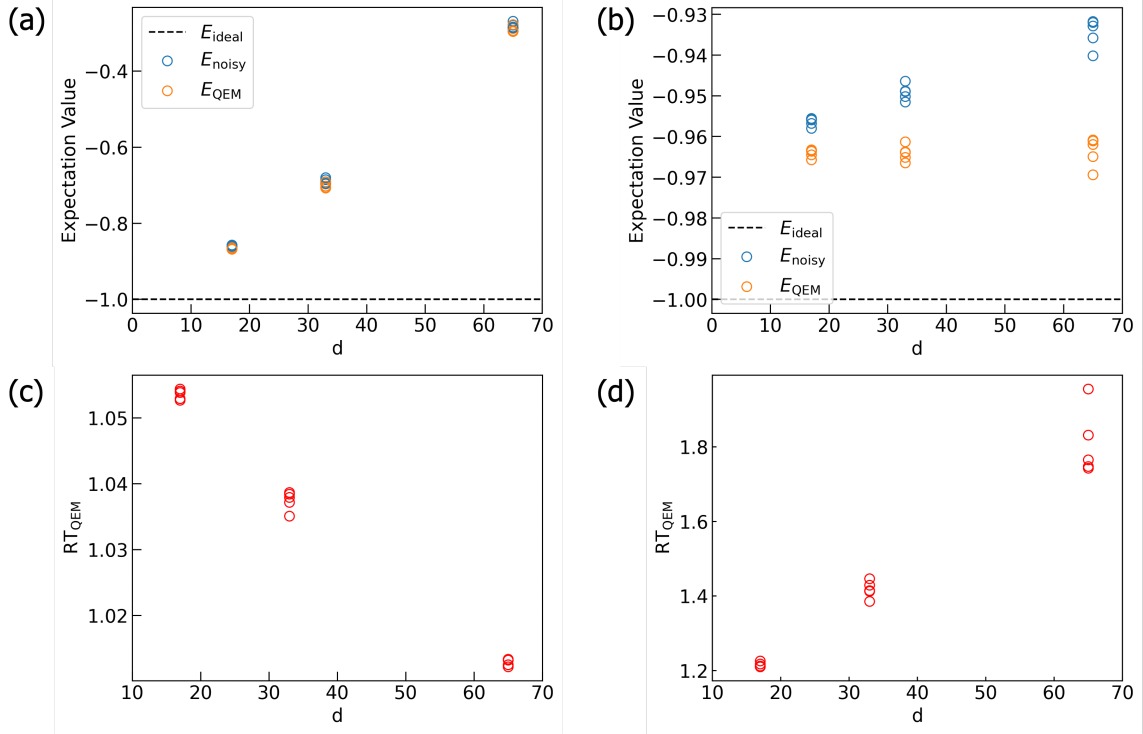 (a)
Expectation Value
−0.4
−0.6
−0.8
−1.0
E_ideal
E_noisy
E_QEM
0 10 20 30 40 50 60 70
d
(b)
Expectation Value
−0.93
−0.94
−0.95
−0.96
−0.97
−0.98
−0.99
−1.00
E_ideal
E_noisy
E_QEM
0 10 20 30 40 50 60 70
d
(c)
RT_QEM
1.05
1.04
1.03
1.02
10 20 30 40 50 60 70
d
(d)
RT_QEM
1.8
1.6
1.4
1.2
10 20 30 40 50 60 70
d